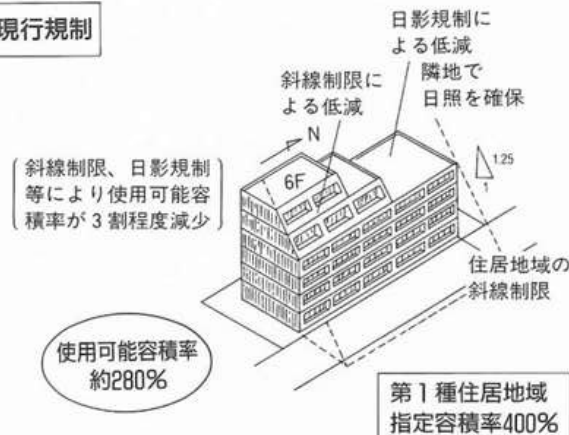 現行規制
日影規制に
よる低減
隣地で
日照を確保
斜線制限に
よる低減
N
6F
1.25
1
斜線制限、日影規制
等により使用可能容
積率が3割程度減少
住居地域の
斜線制限
使用可能容積率
約280%
第1種住居地域
指定容積率400%